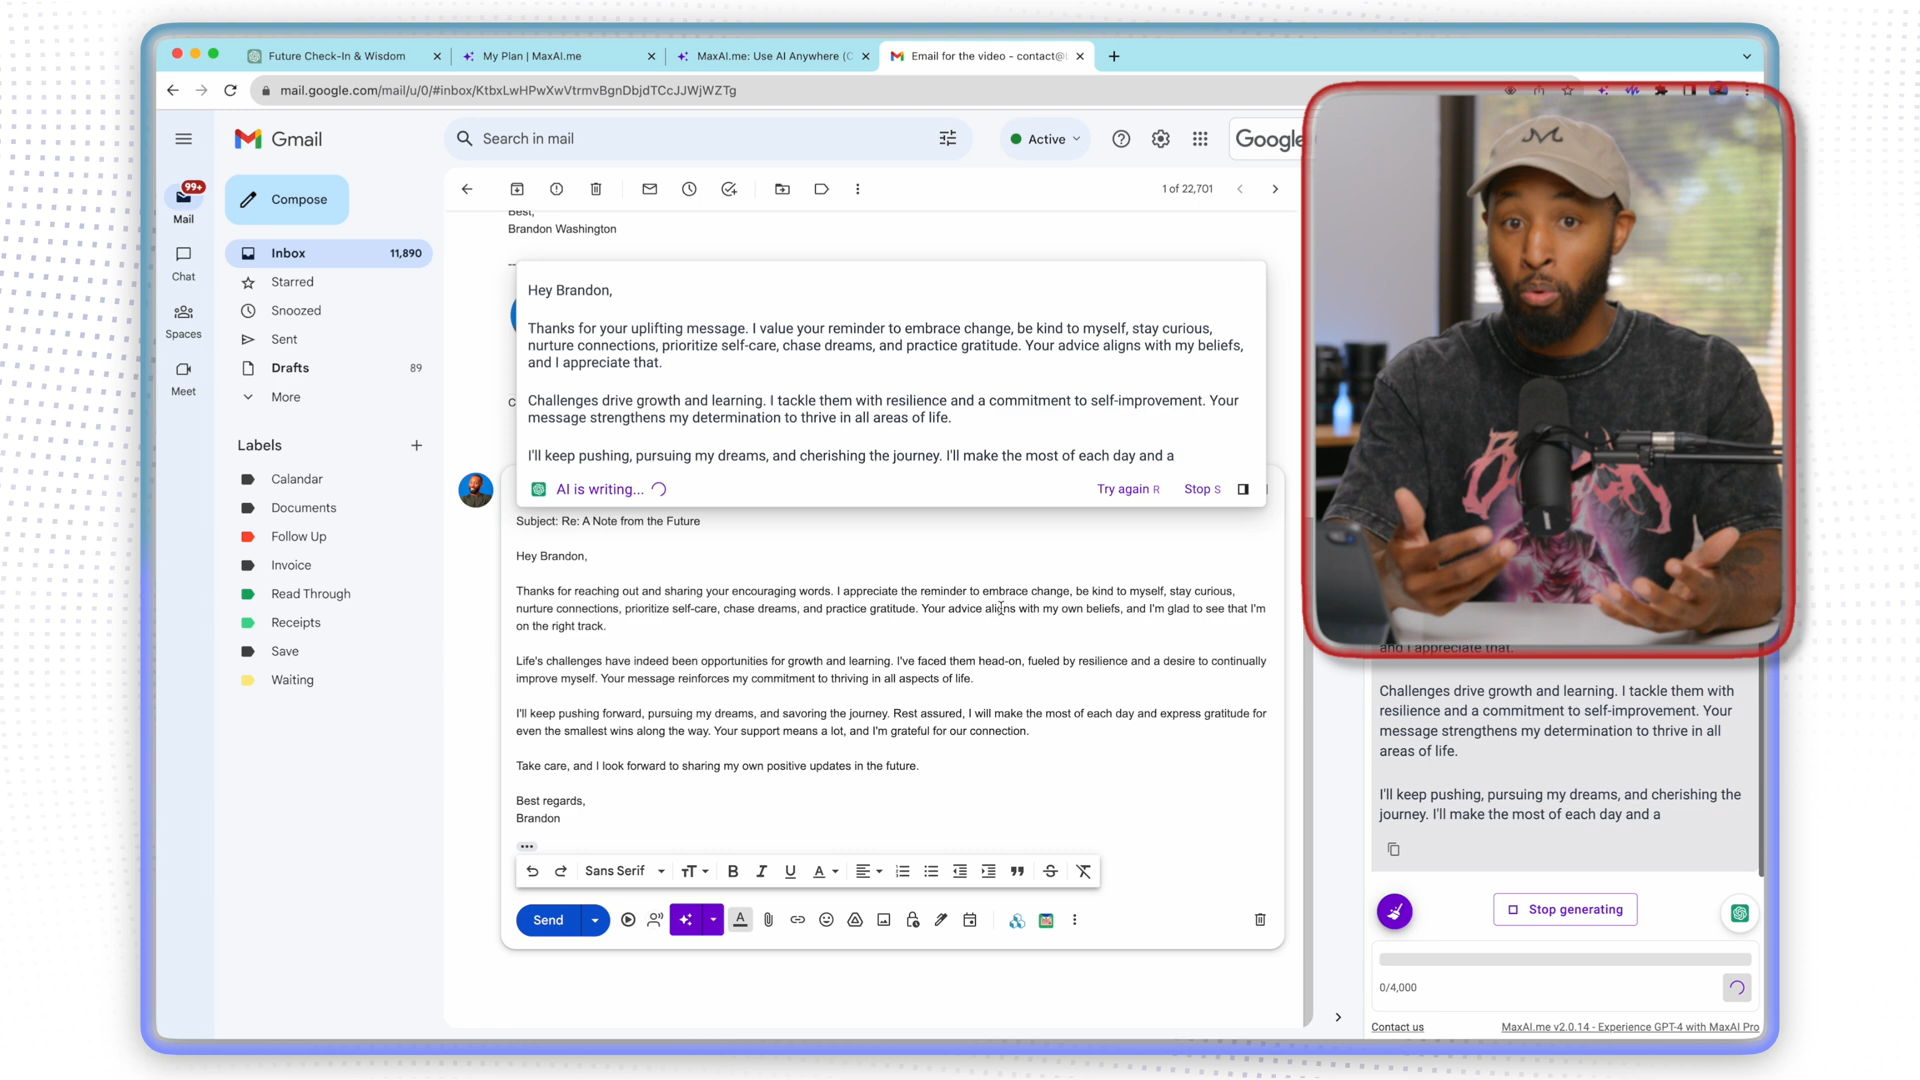 Future Check-In & Wisdom
My Plan | MaxAI.me
MaxAI.me: Use AI Anywhere (C
Email for the video - contact@
mail.google.com/mail/u/0/#inbox/KtbxLwHPwXwVtrmvBgnDbjdTCcJJWjWZTg
Gmail
Search in mail
Active
Google
99+
Mail
Chat
Spaces
Meet
Compose
Inbox 11,890
Starred
Snoozed
Sent
Drafts 89
More
Labels
Calandar
Documents
Follow Up
Invoice
Read Through
Receipts
Save
Waiting
1 of 22,701
Best,
Brandon Washington
--
Hey Brandon,
Thanks for your uplifting message. I value your reminder to embrace change, be kind to myself, stay curious,
nurture connections, prioritize self-care, chase dreams, and practice gratitude. Your advice aligns with my beliefs,
and I appreciate that.
Challenges drive growth and learning. I tackle them with resilience and a commitment to self-improvement. Your
message strengthens my determination to thrive in all areas of life.
I'll keep pushing, pursuing my dreams, and cherishing the journey. I'll make the most of each day and a
AI is writing...
Try again R
Stop S
Subject: Re: A Note from the Future
Hey Brandon,
Thanks for reaching out and sharing your encouraging words. I appreciate the reminder to embrace change, be kind to myself, stay curious,
nurture connections, prioritize self-care, chase dreams, and practice gratitude. Your advice aligns with my own beliefs, and I'm glad to see that I'm
on the right track.
Life's challenges have indeed been opportunities for growth and learning. I've faced them head-on, fueled by resilience and a desire to continually
improve myself. Your message reinforces my commitment to thriving in all aspects of life.
I'll keep pushing forward, pursuing my dreams, and savoring the journey. Rest assured, I will make the most of each day and express gratitude for
even the smallest wins along the way. Your support means a lot, and I'm grateful for our connection.
Take care, and I look forward to sharing my own positive updates in the future.
Best regards,
Brandon
Sans Serif
Send
and I appreciate that.
Challenges drive growth and learning. I tackle them with
resilience and a commitment to self-improvement. Your
message strengthens my determination to thrive in all
areas of life.
I'll keep pushing, pursuing my dreams, and cherishing the
journey. I'll make the most of each day and a
Stop generating
0/4,000
Contact us
MaxAI.me v2.0.14 - Experience GPT-4 with MaxAI Pro